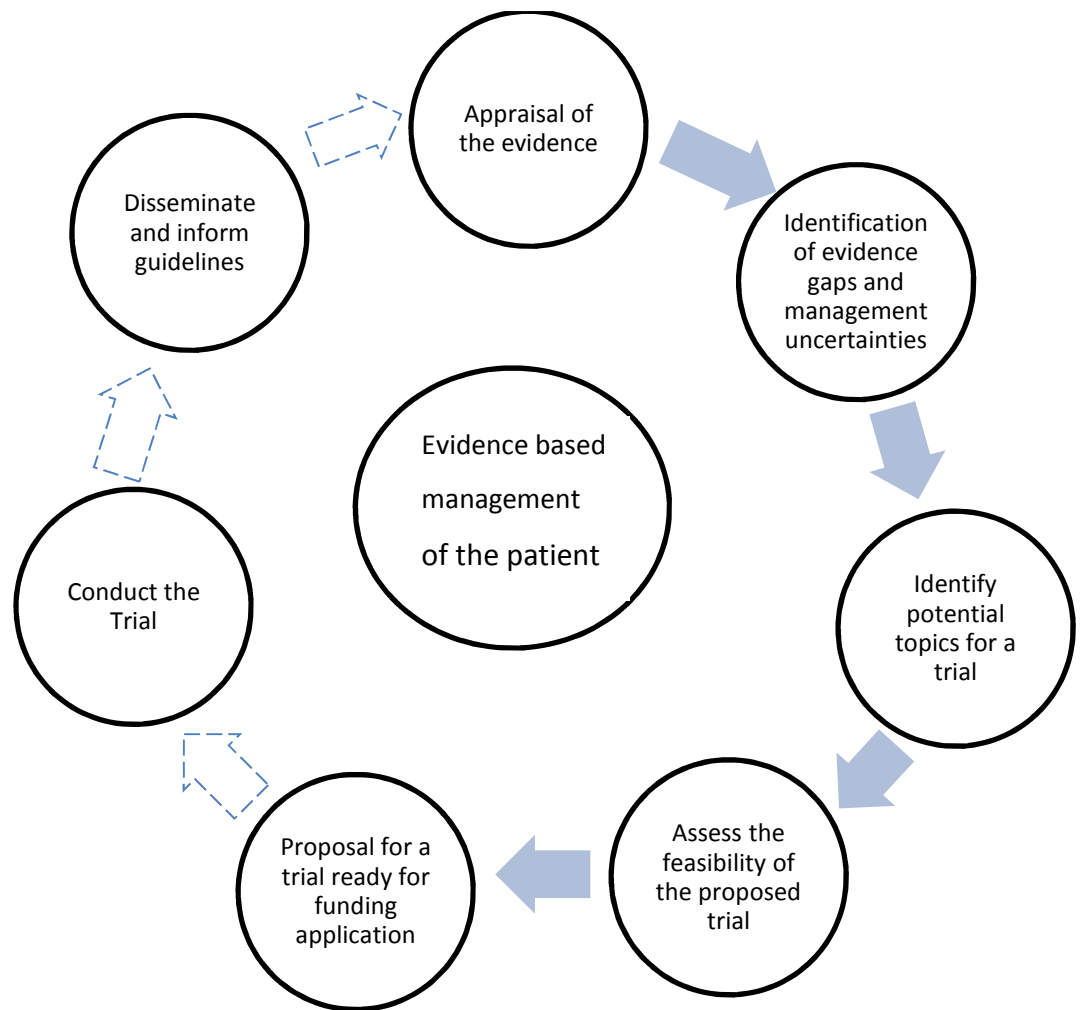 Appraisal of
the evidence
Identification
of evidence
gaps and
management
uncertainties
Identify
potential
topics for a
trial
Assess the
feasibility of
the proposed
trial
Proposal for a
trial ready for
funding
application
Conduct the
Trial
Disseminate
and inform
guidelines
Evidence based
management
of the patient